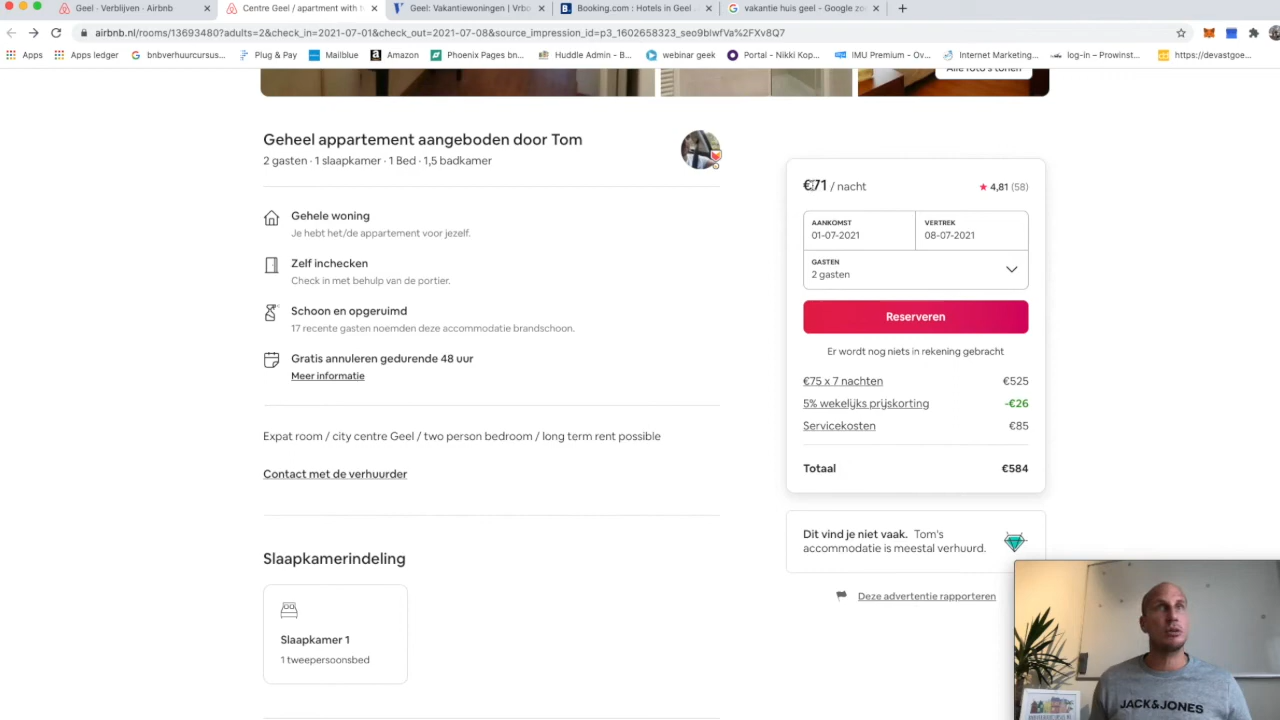 Geel · Verblijven - Airbnb
Centre Geel / apartment with t
Geel: Vakantiewoningen | Vrbo
Booking.com : Hotels in Geel .
vakantie huis geel - Google zo
airbnb.nl/rooms/13693480?adults=2&check_in=2021-07-01&check_out=2021-07-08&source_impression_id=p3_1602658323_seo9blwfVa%2FXv8Q7
Apps
Apps ledger
bnbverhuurcursus...
Plug & Pay
Mailblue
Amazon
Phoenix Pages bn...
Huddle Admin - B...
webinar geek
Portal - Nikki Kop...
IMU Premium - Ov...
Internet Marketing...
log-in – Prowinst...
https://devastgoe...
Alle foto's tonen
Geheel appartement aangeboden door Tom
2 gasten · 1 slaapkamer · 1 Bed · 1,5 badkamer
Gehele woning
Je hebt het/de appartement voor jezelf.
Zelf inchecken
Check in met behulp van de portier.
Schoon en opgeruimd
17 recente gasten noemden deze accommodatie brandschoon.
Gratis annuleren gedurende 48 uur
Meer informatie
Expat room / city centre Geel / two person bedroom / long term rent possible
Contact met de verhuurder
Slaapkamerindeling
Slaapkamer 1
1 tweepersoonsbed
€71 / nacht
4,81 (58)
AANKOMST
01-07-2021
VERTREK
08-07-2021
GASTEN
2 gasten
Reserveren
Er wordt nog niets in rekening gebracht
€75 x 7 nachten €525
5% wekelijks prijskorting -€26
Servicekosten €85
Totaal €584
Dit vind je niet vaak. Tom's
accommodatie is meestal verhuurd.
Deze advertentie rapporteren
JACK&JONES